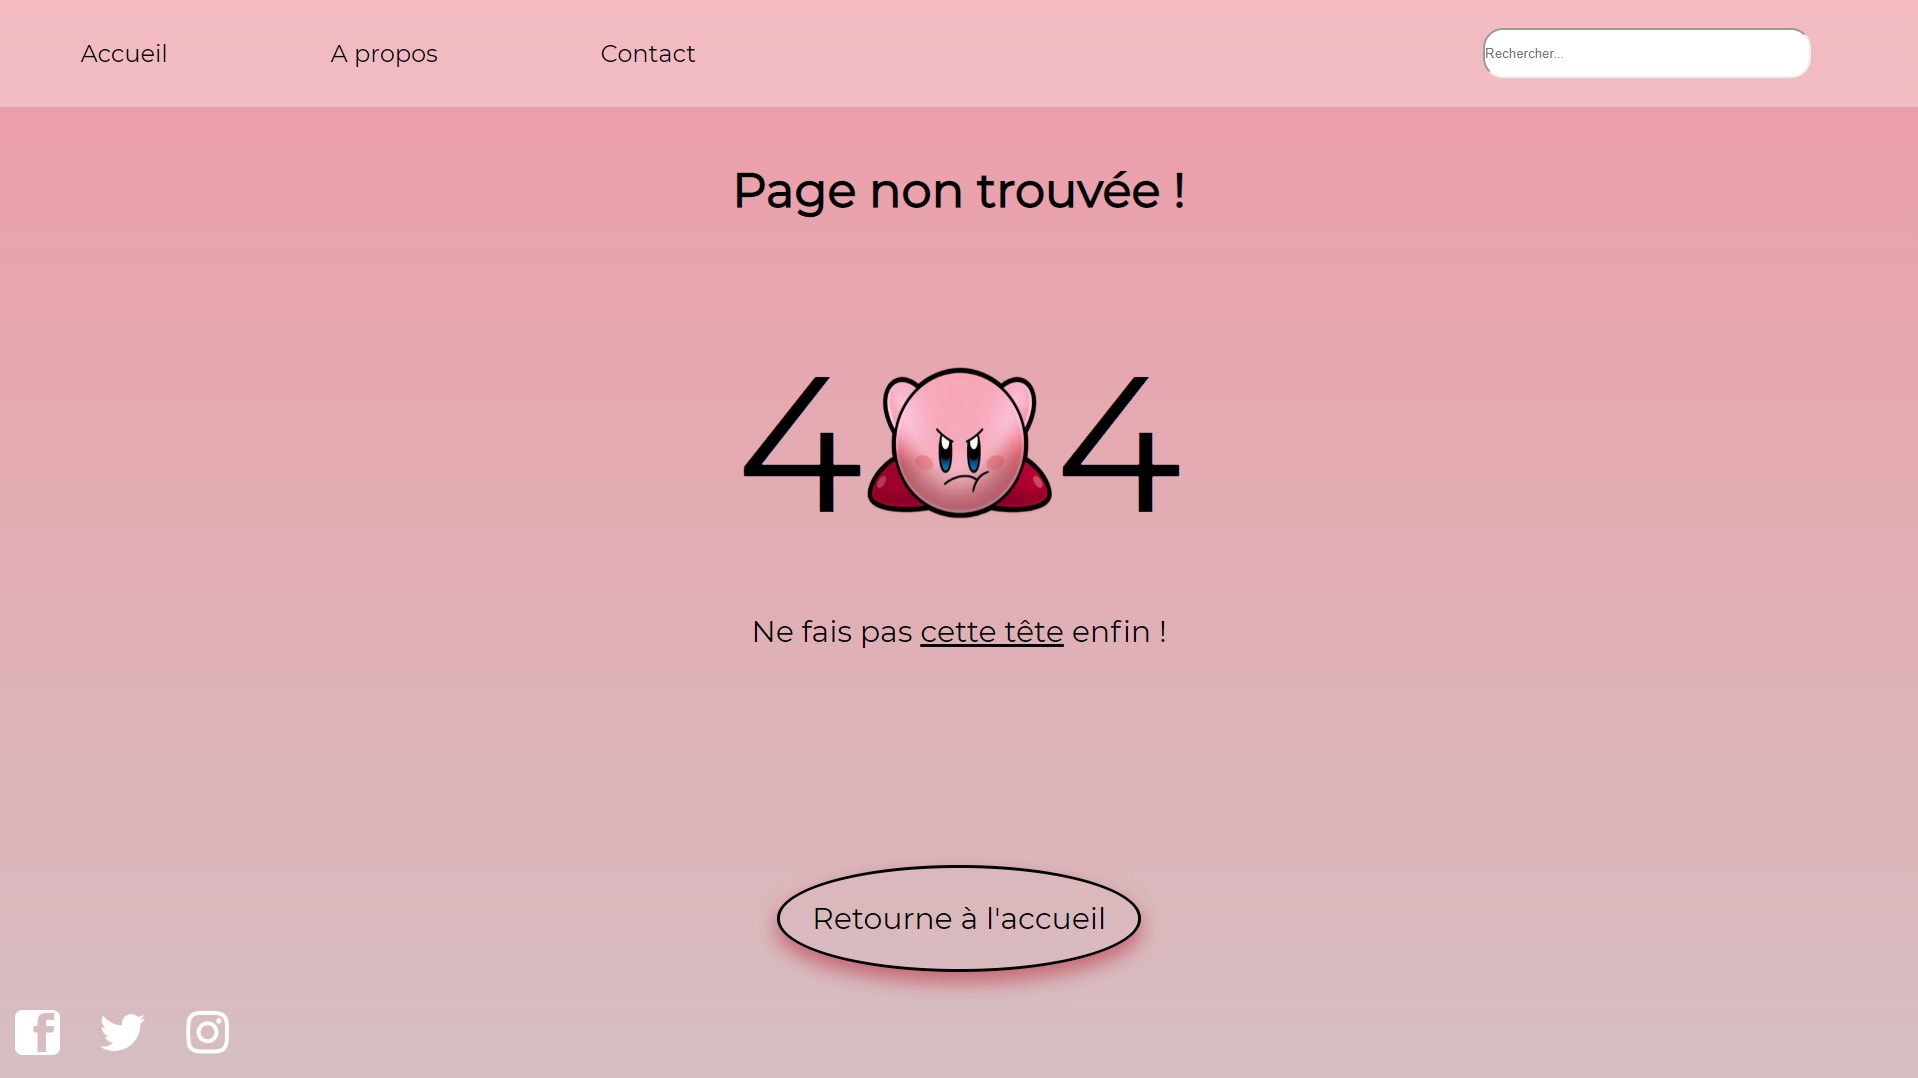 Accueil
A propos
Contact
Rechercher...
Page non trouvée !
4 4
Ne fais pas cette tête enfin !
Retourne à l'accueil